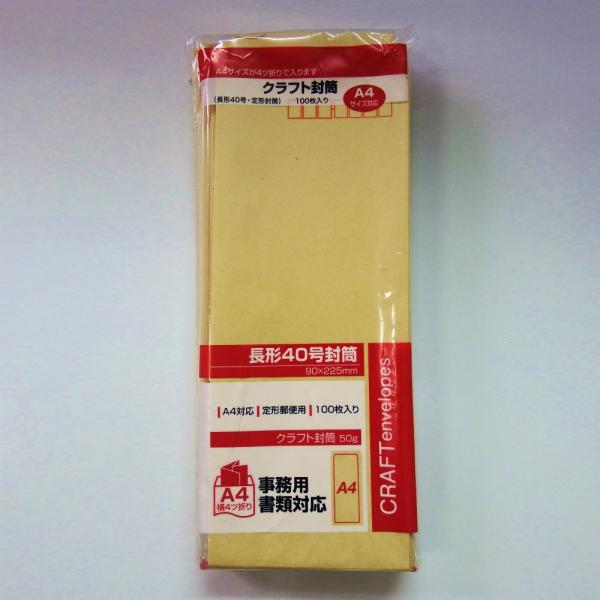 A4サイズが4ツ折りで入ります
クラフト封筒
(長形40号・定形封筒) 100枚入り
A4
サイズ対応
長形40号封筒
90×225mm
A4対応 定形郵便用 100枚入り
クラフト封筒 50g
A4
横4ツ折り
事務用
書類対応
A4
CRAFTenvelopes